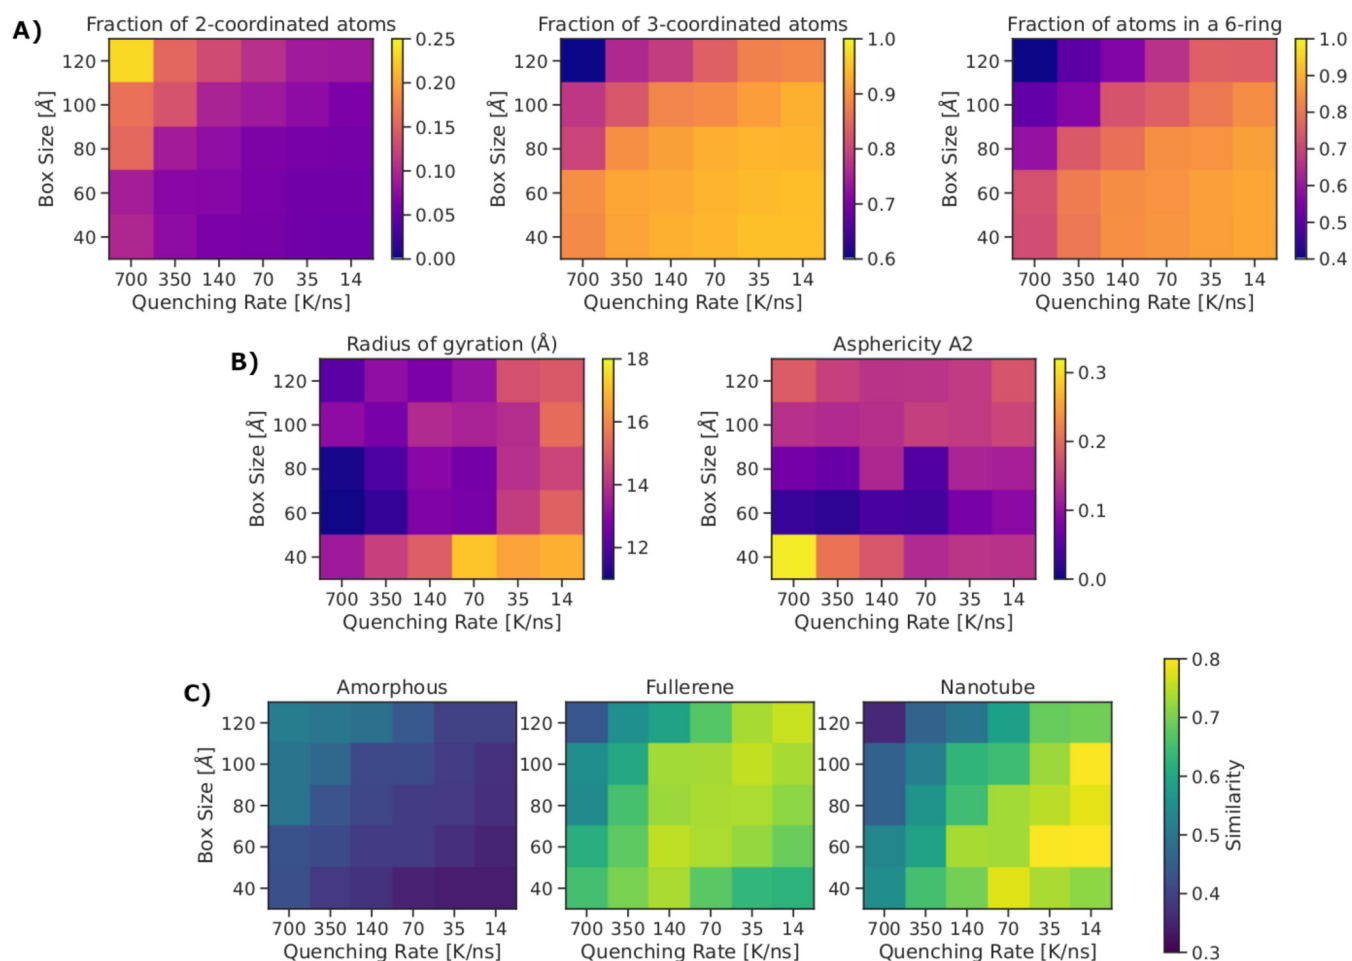 A)
Fraction of 2-coordinated atoms
Box Size [Å]
120
100
80
60
40
700 350 140 70 35 14
Quenching Rate [K/ns]
0.25
0.20
0.15
0.10
0.05
0.00
Fraction of 3-coordinated atoms
Box Size [Å]
120
100
80
60
40
700 350 140 70 35 14
Quenching Rate [K/ns]
1.0
0.9
0.8
0.7
0.6
Fraction of atoms in a 6-ring
Box Size [Å]
120
100
80
60
40
700 350 140 70 35 14
Quenching Rate [K/ns]
1.0
0.9
0.8
0.7
0.6
0.5
0.4
B)
Radius of gyration (Å)
Box Size [Å]
120
100
80
60
40
700 350 140 70 35 14
Quenching Rate [K/ns]
18
16
14
12
Asphericity A2
Box Size [Å]
120
100
80
60
40
700 350 140 70 35 14
Quenching Rate [K/ns]
0.3
0.2
0.1
0.0
C)
Amorphous
Box Size [Å]
120
100
80
60
40
700 350 140 70 35 14
Quenching Rate [K/ns]
Fullerene
120
100
80
60
40
700 350 140 70 35 14
Quenching Rate [K/ns]
Nanotube
120
100
80
60
40
700 350 140 70 35 14
Quenching Rate [K/ns]
0.8
0.7
0.6
0.5
0.4
0.3
Similarity